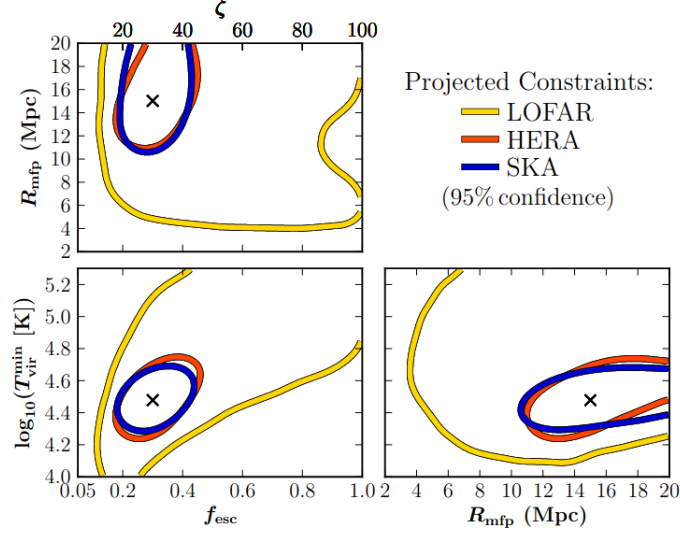 ζ
20 40 60 80 100
20
18
16
14
12
10
8
6
4
2
R_mfp (Mpc)
Projected Constraints:
LOFAR
HERA
SKA
(95% confidence)
5.2
5.0
4.8
4.6
4.4
4.2
4.0
log₁₀(T_vir^min [K])
0.05 0.2 0.4 0.6 0.8 1.0
f_esc
2 4 6 8 10 12 14 16 18 20
R_mfp (Mpc)